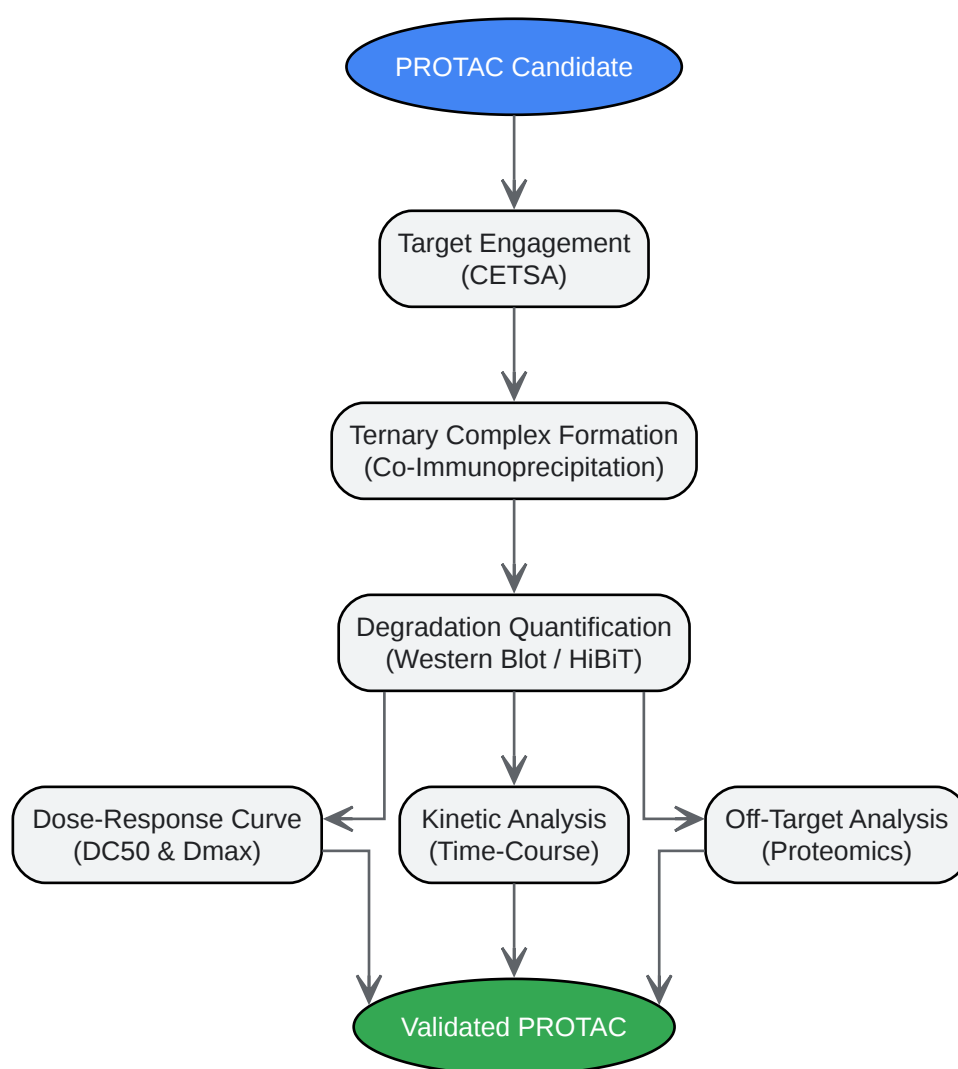 PROTAC Candidate
Target Engagement
(CETSA)
Ternary Complex Formation
(Co-Immunoprecipitation)
Degradation Quantification
(Western Blot / HiBiT)
Dose-Response Curve
(DC50 & Dmax)
Kinetic Analysis
(Time-Course)
Off-Target Analysis
(Proteomics)
Validated PROTAC